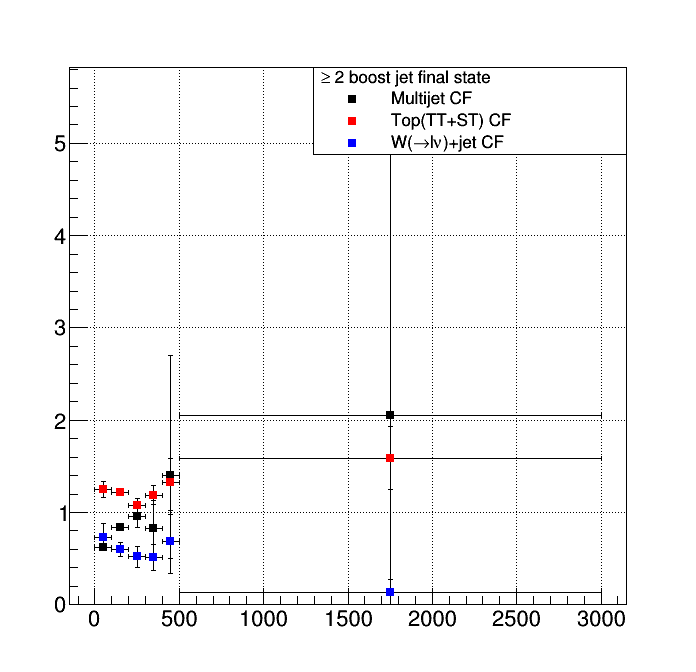 ≥ 2 boost jet final state
Multijet CF
Top(TT+ST) CF
W(→lν)+jet CF
5
4
3
2
1
0
0 500 1000 1500 2000 2500 3000